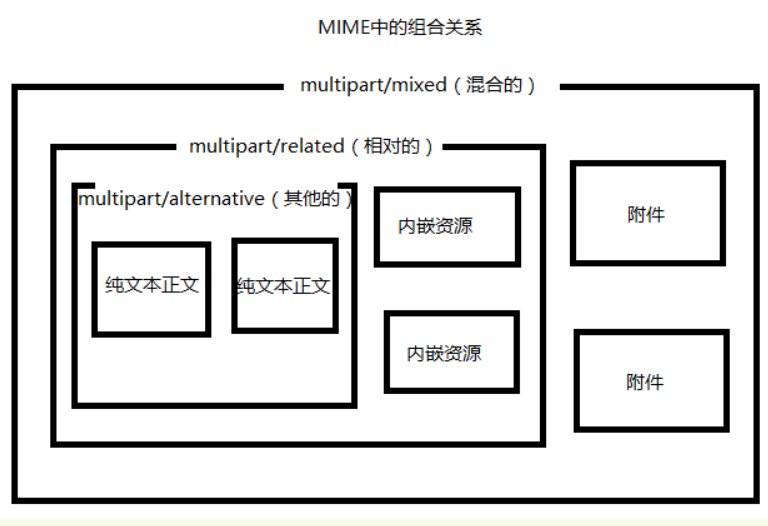 MIME中的组合关系
multipart/mixed（混合的）
multipart/related（相对的）
multipart/alternative（其他的）
纯文本正文
纯文本正文
内嵌资源
内嵌资源
附件
附件